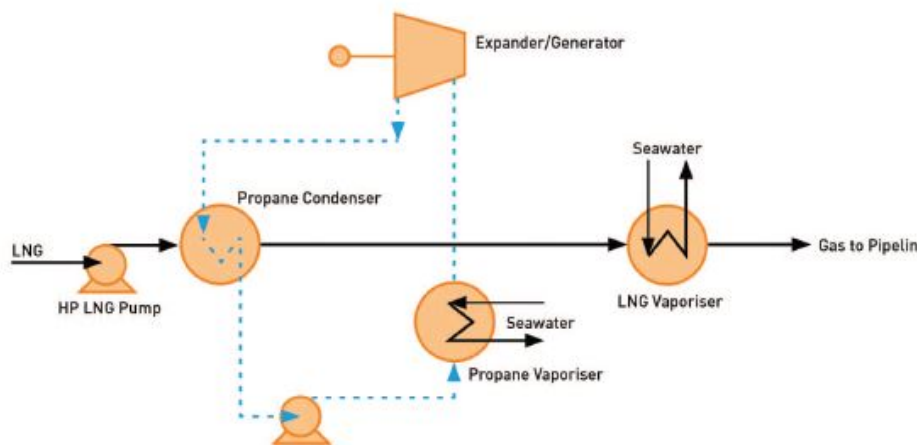 Expander/Generator
Seawater
Propane Condenser
LNG
Gas to Pipelin
HP LNG Pump
LNG Vaporiser
Seawater
Propane Vaporiser